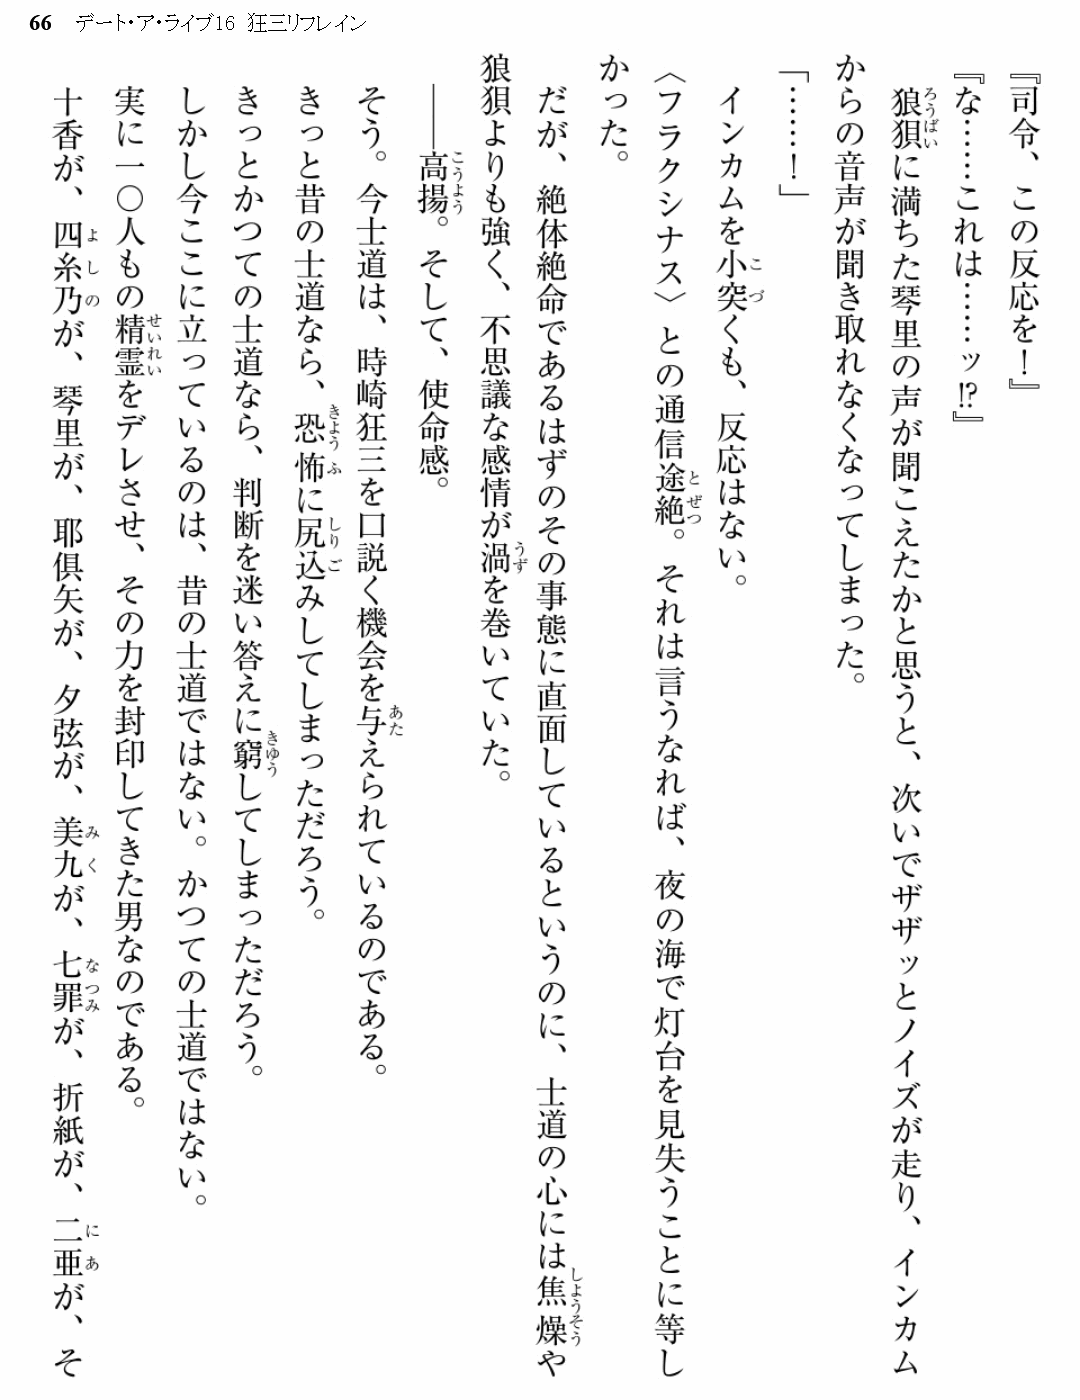 66 デート・ア・ライブ16 狂三リフレイン
『司令、この反応を！』
『な……これは……ッ!?』
狼狽に満ちた琴里の声が聞こえたかと思うと、次いでザザッとノイズが走り、インカム
からの音声が聞き取れなくなってしまった。
「……！」
インカムを小突くも、反応はない。
〈フラクシナス〉との通信途絶。それは言うなれば、夜の海で灯台を見失うことに等し
かった。
だが、絶体絶命であるはずのその事態に直面しているというのに、士道の心には焦燥や
狼狽よりも強く、不思議な感情が渦を巻いていた。
――高揚。そして、使命感。
そう。今士道は、時崎狂三を口説く機会を与えられているのである。
きっと昔の士道なら、恐怖に尻込みしてしまっただろう。
きっとかつての士道なら、判断を迷い答えに窮してしまっただろう。
しかし今ここに立っているのは、昔の士道ではない。かつての士道ではない。
実に一〇人もの精霊をデレさせ、その力を封印してきた男なのである。
十香が、四糸乃が、琴里が、耶倶矢が、夕弦が、美九が、七罪が、折紙が、二亜が、そ